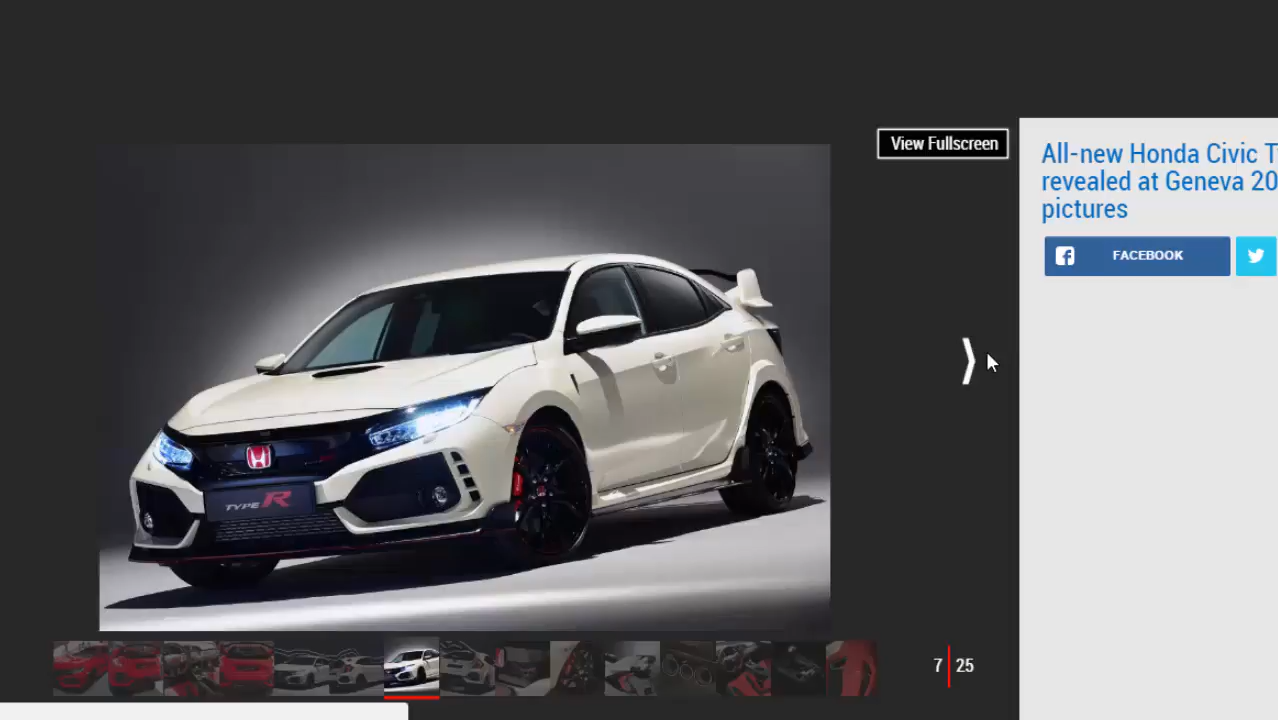 View Fullscreen
All-new Honda Civic T
revealed at Geneva 20
pictures
FACEBOOK
TYPE R
7 25